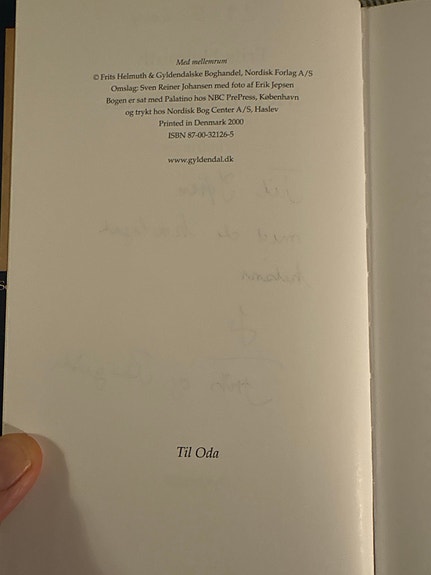 Med mellemrum
© Frits Helmuth & Gyldendalske Boghandel, Nordisk Forlag A/S
Omslag: Sven Reiner Johansen med foto af Erik Jepsen
Bogen er sat med Palatino hos NBC PrePress, København
og trykt hos Nordisk Bog Center A/S, Haslev
Printed in Denmark 2000
ISBN 87-00-32126-5
www.gyldendal.dk
Til Oda